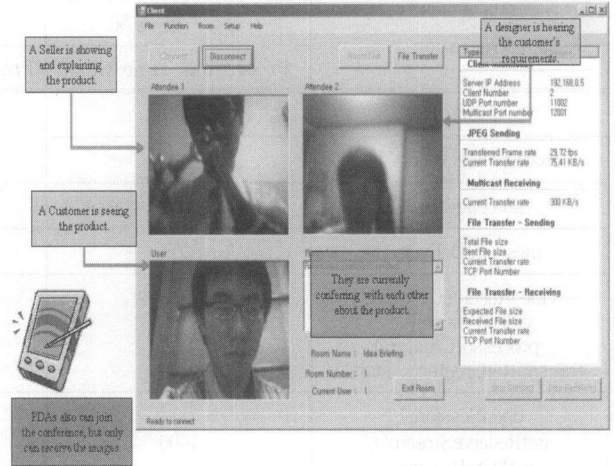 Client
File Function Room Setup Help
Connect Disconnect
File Transfer
A Seller is showing
and explaining
the product.
A designer is hearing
the customer's
requirements.
Attendee 1
Attendee 2
Type
Server IP Address 192.168.0.5
Client Number 2
UDP Port number 11002
Multicast Port number 12001
JPEG Sending
Transferred Frame rate 29.72 fps
Current Transfer rate 75.41 KB/s
Multicast Receiving
Current Transfer rate 300 KB/s
File Transfer - Sending
Total File size
Sent File size
Current Transfer rate
TCP Port Number
File Transfer - Receiving
Expected File size
Received File size
Current Transfer rate
TCP Port Number
A Customer is seeing
the product.
User
They are currently
conferring with each other
about the product.
Room Name : Idea Briefing
Room Number : 1
Current User : 1
Exit Room
PDAs also can join
the conference, but only
can receive the images.
Ready to connect